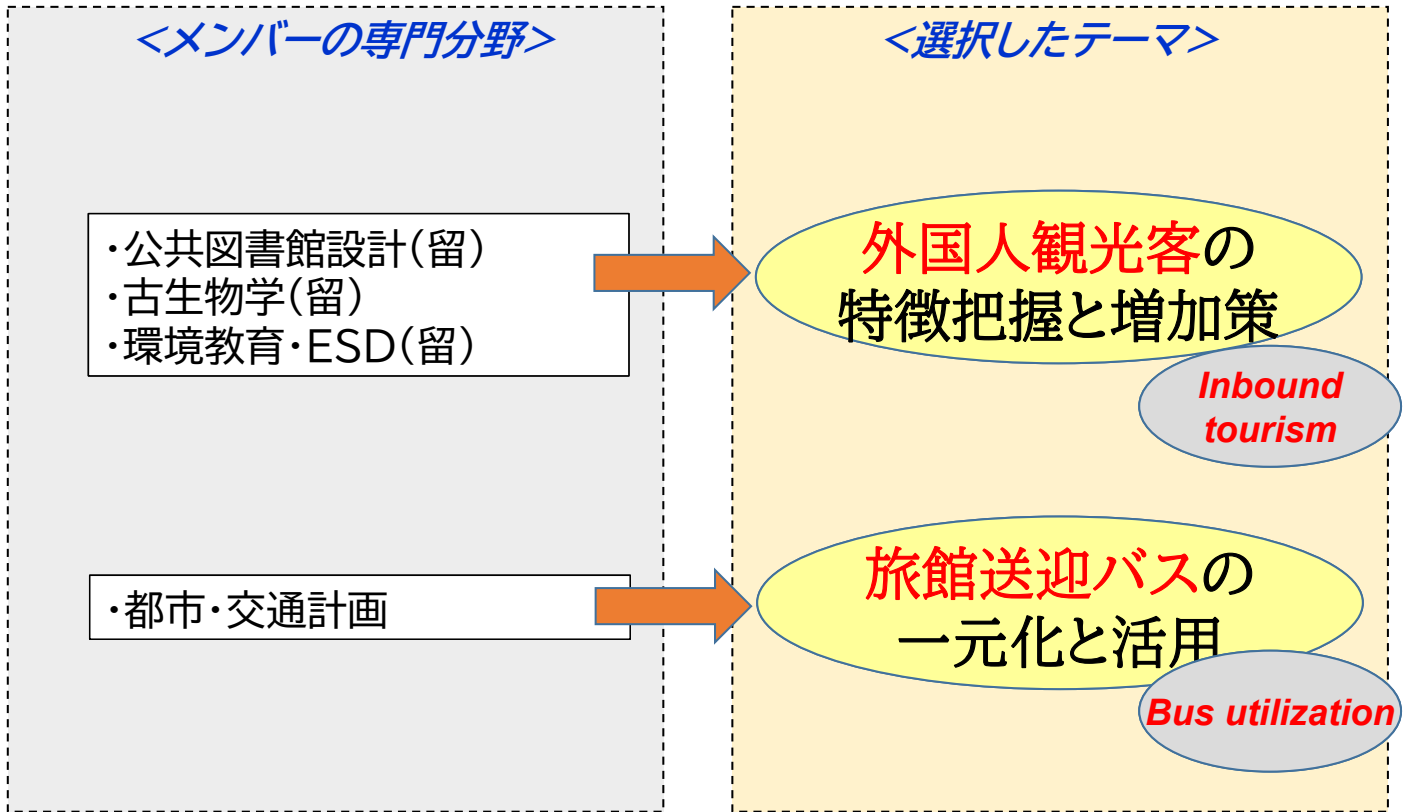 <メンバーの専門分野>
・公共図書館設計(留)
・古生物学(留)
・環境教育・ESD(留)
・都市・交通計画
<選択したテーマ>
外国人観光客の
特徴把握と増加策
Inbound
tourism
旅館送迎バスの
一元化と活用
Bus utilization